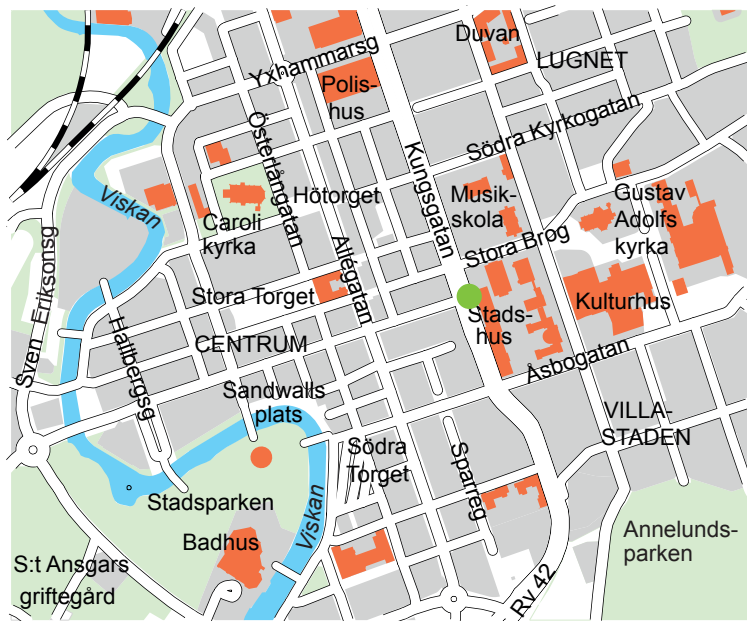 Duvan
LUGNET
Yxhammarsg
Polis-
hus
Södra Kyrkogatan
Österlånggatan
Kungsgatan
Viskan
Hötorget
Musik-
skola
Gustav
Adolfs
kyrka
Caroli
kyrka
Allégatan
Stora Brog
Sven Eriksonsg
Stora Torget
Stads-
hus
Kulturhus
Hallbergsg
CENTRUM
Åsbogatan
Sandwalls
plats
VILLA-
STADEN
Södra
Torget
Sparreg
Stadsparken
Viskan
Badhus
Annelunds-
parken
S:t Ansgars
griftegård
Rv 42